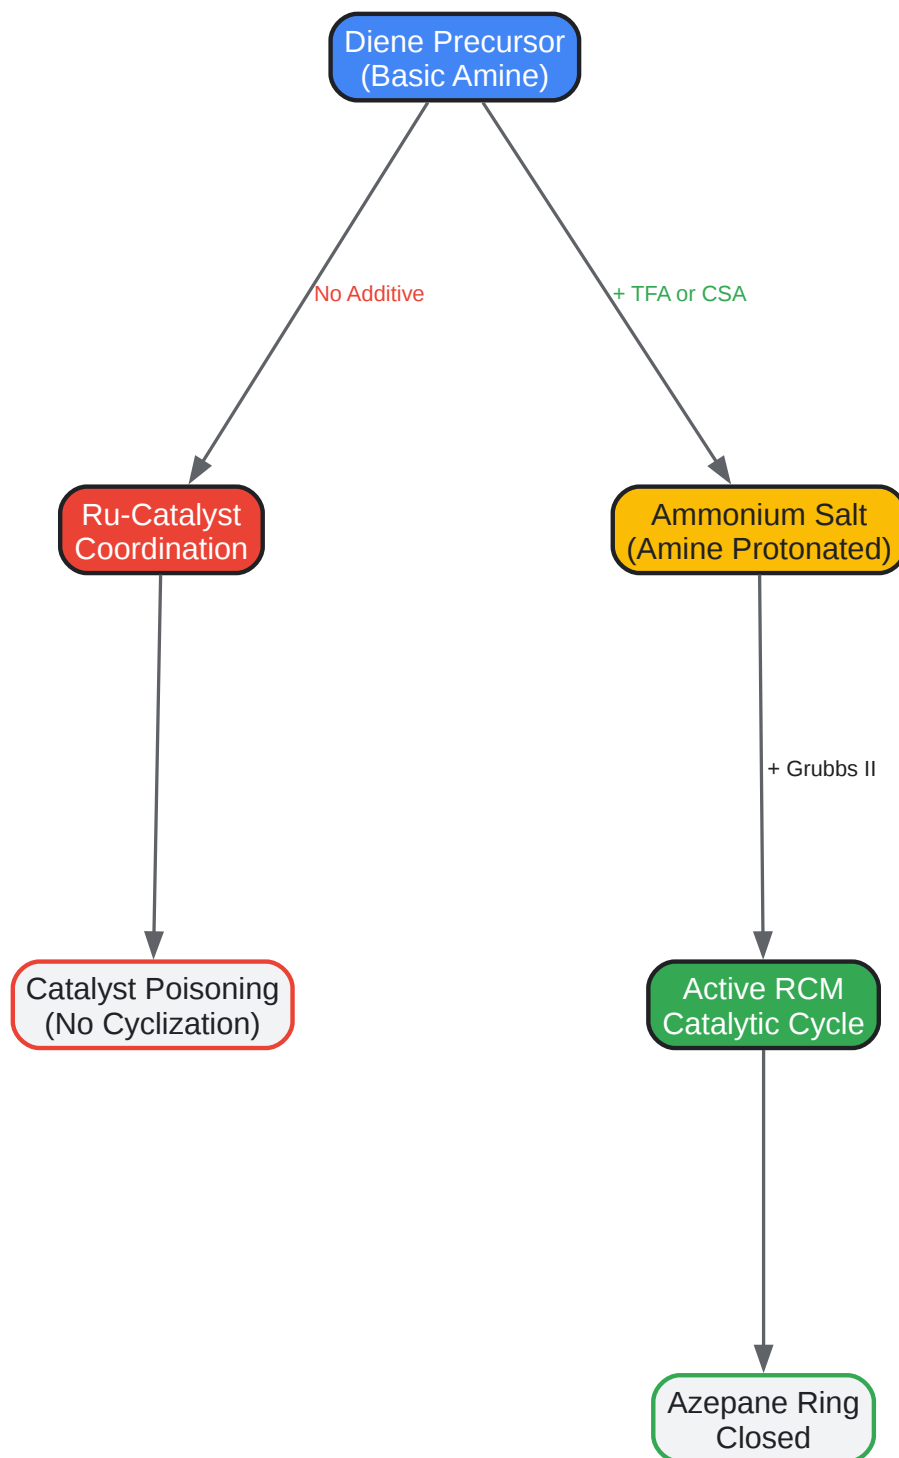 Diene Precursor
(Basic Amine)
No Additive
+ TFA or CSA
Ru-Catalyst
Coordination
Ammonium Salt
(Amine Protonated)
+ Grubbs II
Catalyst Poisoning
(No Cyclization)
Active RCM
Catalytic Cycle
Azepane Ring
Closed